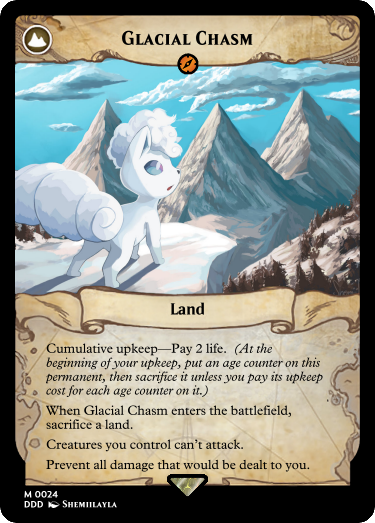 Glacial Chasm
Land
Cumulative upkeep—Pay 2 life. (At the
beginning of your upkeep, put an age counter on this
permanent, then sacrifice it unless you pay its upkeep
cost for each age counter on it.)
When Glacial Chasm enters the battlefield,
sacrifice a land.
Creatures you control can't attack.
Prevent all damage that would be dealt to you.
M 0024
DDD Shemiilayla